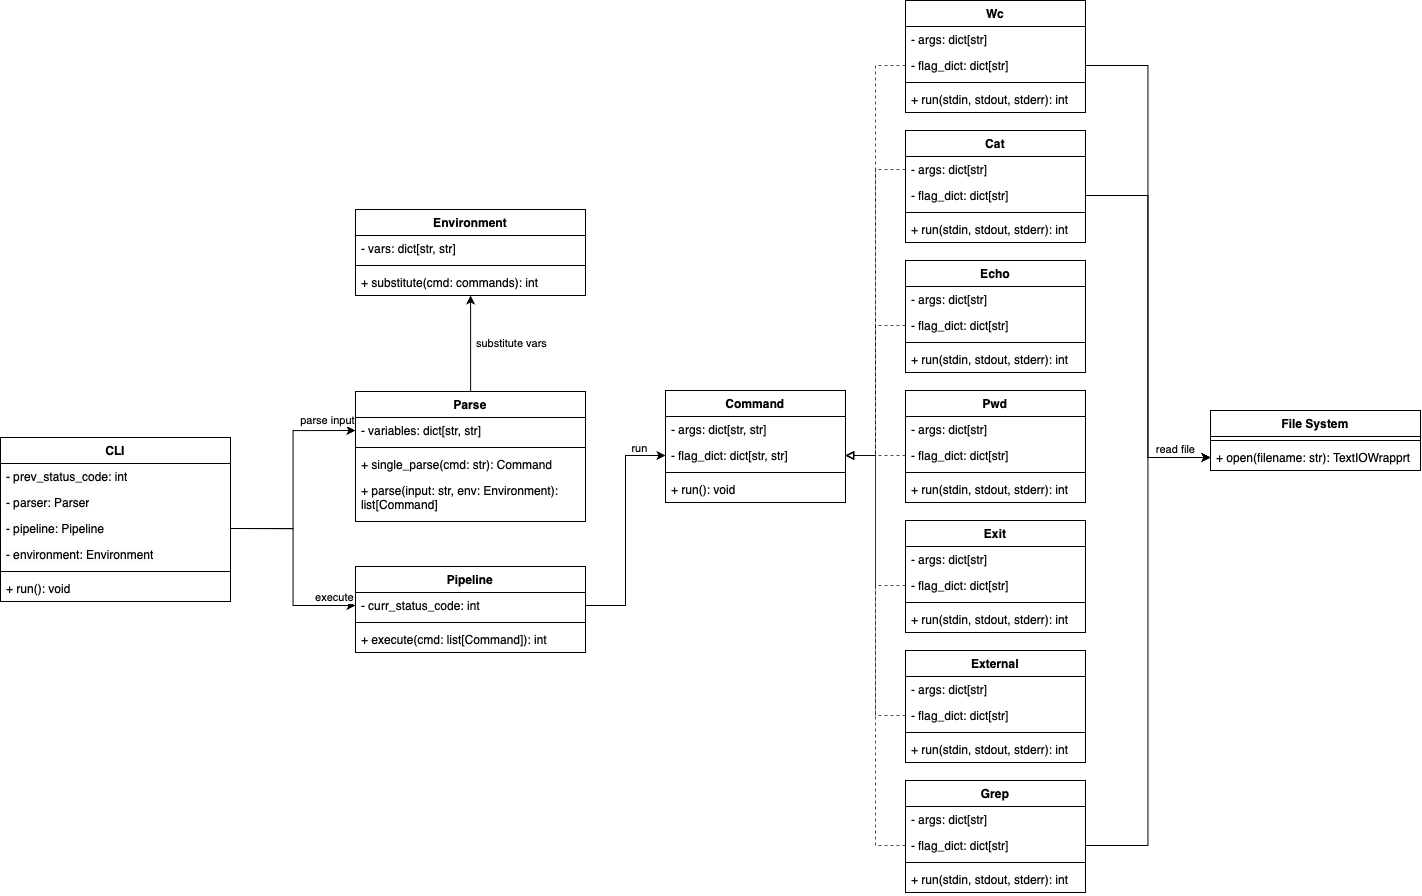 Wc
- args: dict[str]
- flag_dict: dict[str]
+ run(stdin, stdout, stderr): int
Cat
- args: dict[str]
- flag_dict: dict[str]
+ run(stdin, stdout, stderr): int
Environment
- vars: dict[str, str]
+ substitute(cmd: commands): int
substitute vars
Echo
- args: dict[str]
- flag_dict: dict[str]
+ run(stdin, stdout, stderr): int
parse input
Parse
- variables: dict[str, str]
+ single_parse(cmd: str): Command
+ parse(input: str, env: Environment):
list[Command]
Command
- args: dict[str, str]
- flag_dict: dict[str, str]
+ run(): void
run
Pwd
- args: dict[str]
- flag_dict: dict[str]
+ run(stdin, stdout, stderr): int
File System
+ open(filename: str): TextIOWrapprt
read file
CLI
- prev_status_code: int
- parser: Parser
- pipeline: Pipeline
- environment: Environment
+ run(): void
execute
Pipeline
- curr_status_code: int
+ execute(cmd: list[Command]): int
Exit
- args: dict[str]
- flag_dict: dict[str]
+ run(stdin, stdout, stderr): int
External
- args: dict[str]
- flag_dict: dict[str]
+ run(stdin, stdout, stderr): int
Grep
- args: dict[str]
- flag_dict: dict[str]
+ run(stdin, stdout, stderr): int